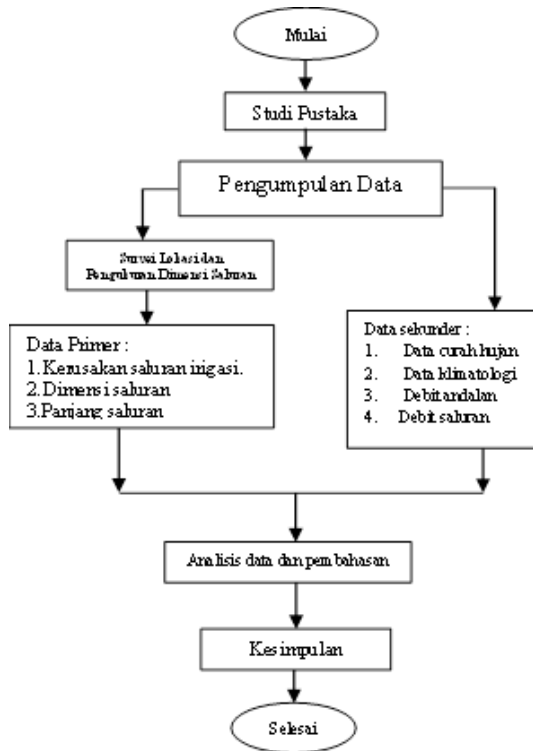 Mulai
Studi Pustaka
Pengumpulan Data
Survei Lokasi dan
Pengukuran Dimensi Saluran
Data Primer :
1.Kerusakan saluran irigasi.
2.Dimensi saluran
3.Panjang saluran
Data sekunder :
1. Data curah hujan
2. Data klimatologi
3. Debit andalan
4. Debit saluran
Analisis data dan pembahasan
Kesimpulan
Selesai